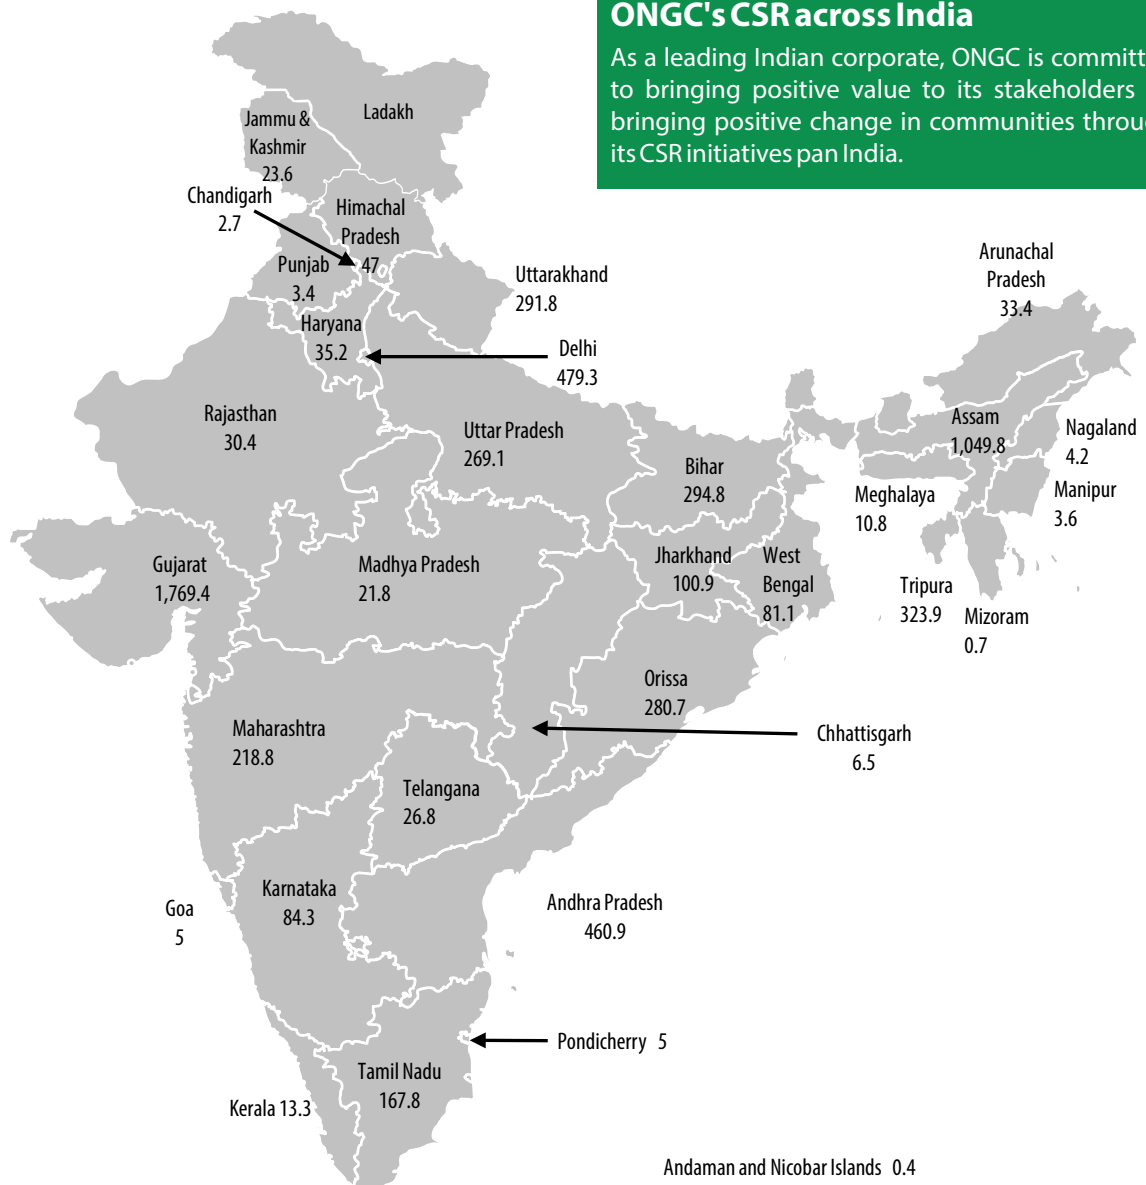 ONGC's CSR across India
As a leading Indian corporate, ONGC is committ
to bringing positive value to its stakeholders
bringing positive change in communities throu
its CSR initiatives pan India.
Ladakh
Jammu &
Kashmir
23.6
Chandigarh
2.7
Himachal
Pradesh
47
Punjab
3.4
Uttarakhand
291.8
Arunachal
Pradesh
33.4
Haryana
35.2
Delhi
479.3
Rajasthan
30.4
Uttar Pradesh
269.1
Bihar
294.8
Assam
1,049.8
Nagaland
4.2
Meghalaya
10.8
Manipur
3.6
Gujarat
1,769.4
Madhya Pradesh
21.8
Jharkhand
100.9
West
Bengal
81.1
Tripura
323.9
Mizoram
0.7
Orissa
280.7
Maharashtra
218.8
Chhattisgarh
6.5
Telangana
26.8
Karnataka
84.3
Goa
5
Andhra Pradesh
460.9
Pondicherry 5
Tamil Nadu
167.8
Kerala 13.3
Andaman and Nicobar Islands 0.4